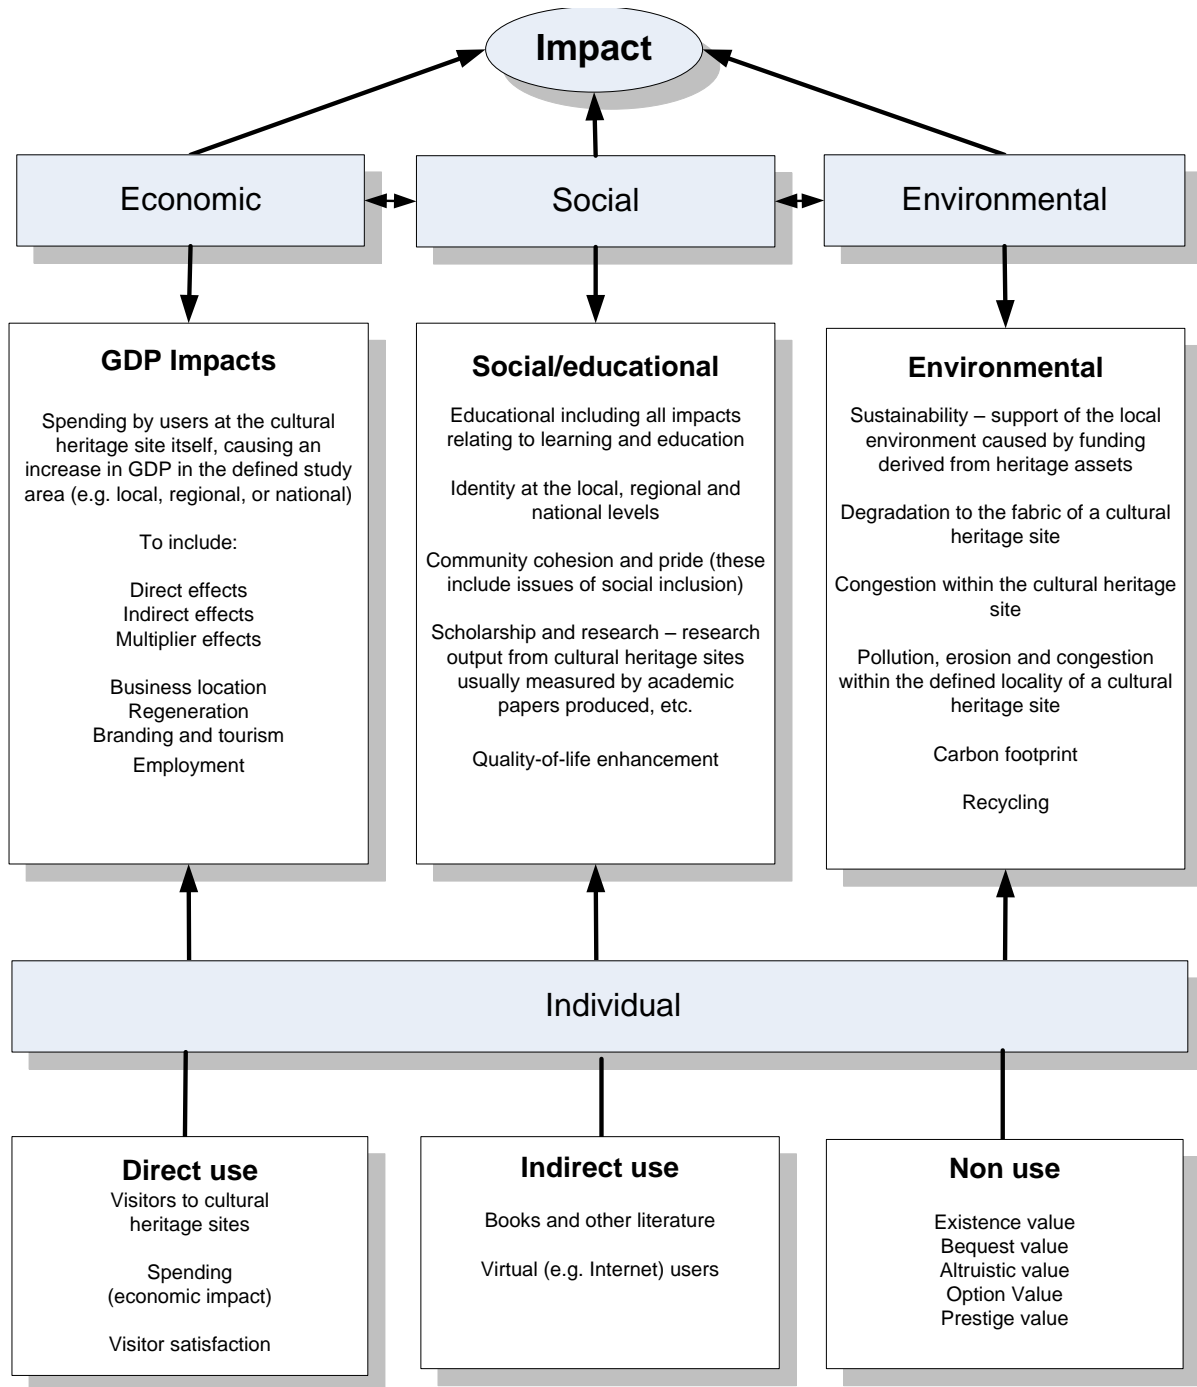 Impact
Economic
Social
Environmental
GDP Impacts
Spending by users at the cultural
heritage site itself, causing an
increase in GDP in the defined study
area (e.g. local, regional, or national)
To include:
Direct effects
Indirect effects
Multiplier effects
Business location
Regeneration
Branding and tourism
Employment
Social/educational
Educational including all impacts
relating to learning and education
Identity at the local, regional and
national levels
Community cohesion and pride (these
include issues of social inclusion)
Scholarship and research – research
output from cultural heritage sites
usually measured by academic
papers produced, etc.
Quality-of-life enhancement
Environmental
Sustainability – support of the local
environment caused by funding
derived from heritage assets
Degradation to the fabric of a cultural
heritage site
Congestion within the cultural heritage
site
Pollution, erosion and congestion
within the defined locality of a cultural
heritage site
Carbon footprint
Recycling
Individual
Direct use
Visitors to cultural
heritage sites
Spending
(economic impact)
Visitor satisfaction
Indirect use
Books and other literature
Virtual (e.g. Internet) users
Non use
Existence value
Bequest value
Altruistic value
Option Value
Prestige value